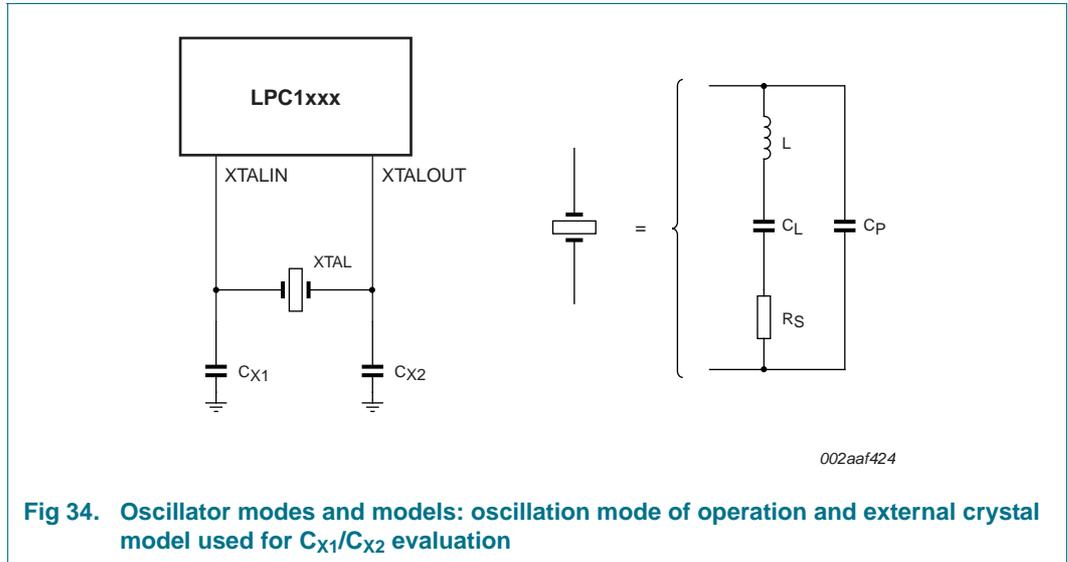 LPC1xxx
XTALIN
XTALOUT
XTAL
CX1
CX2
=
L
CL
CP
RS
002aaf424
Fig 34. Oscillator modes and models: oscillation mode of operation and external crystal
model used for CX1/CX2 evaluation